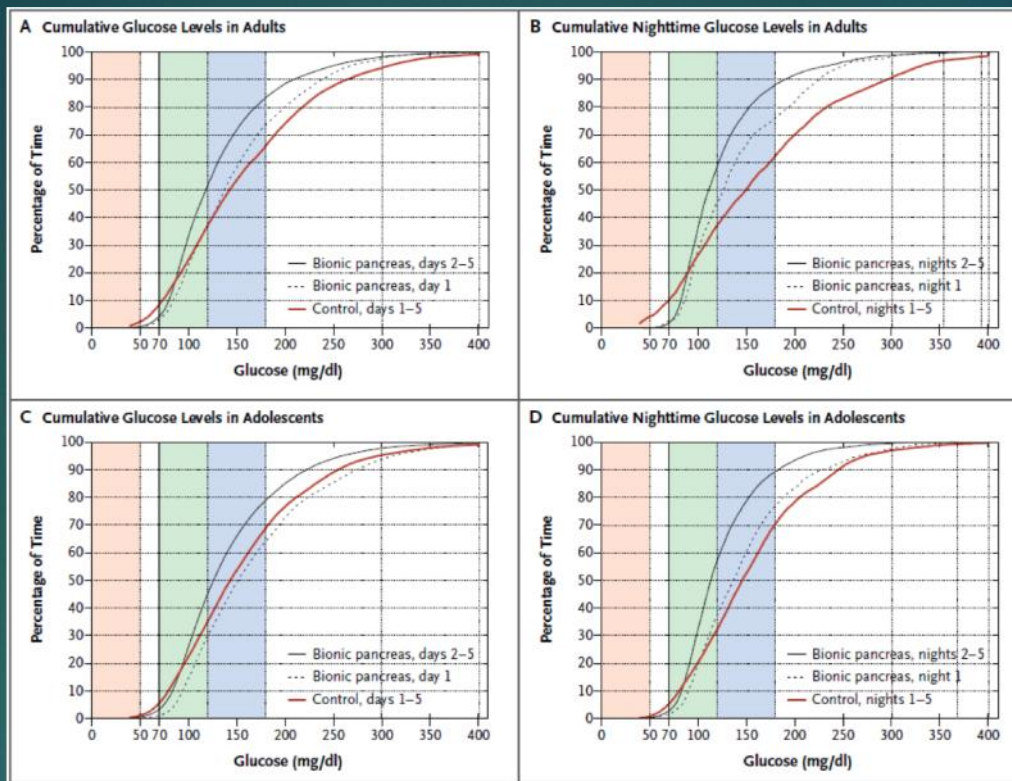 A Cumulative Glucose Levels in Adults
100
90
80
70
60
50
40
30
20
10
0
Percentage of Time
Bionic pancreas, days 2–5
Bionic pancreas, day 1
Control, days 1–5
0 50 70 100 150 200 250 300 350 400
Glucose (mg/dl)
B Cumulative Nighttime Glucose Levels in Adults
100
90
80
70
60
50
40
30
20
10
0
Percentage of Time
Bionic pancreas, nights 2–5
Bionic pancreas, night 1
Control, nights 1–5
0 50 70 100 150 200 250 300 350 400
Glucose (mg/dl)
C Cumulative Glucose Levels in Adolescents
100
90
80
70
60
50
40
30
20
10
0
Percentage of Time
Bionic pancreas, days 2–5
Bionic pancreas, day 1
Control, days 1–5
0 50 70 100 150 200 250 300 350 400
Glucose (mg/dl)
D Cumulative Nighttime Glucose Levels in Adolescents
100
90
80
70
60
50
40
30
20
10
0
Percentage of Time
Bionic pancreas, nights 2–5
Bionic pancreas, night 1
Control, nights 1–5
0 50 70 100 150 200 250 300 350 400
Glucose (mg/dl)